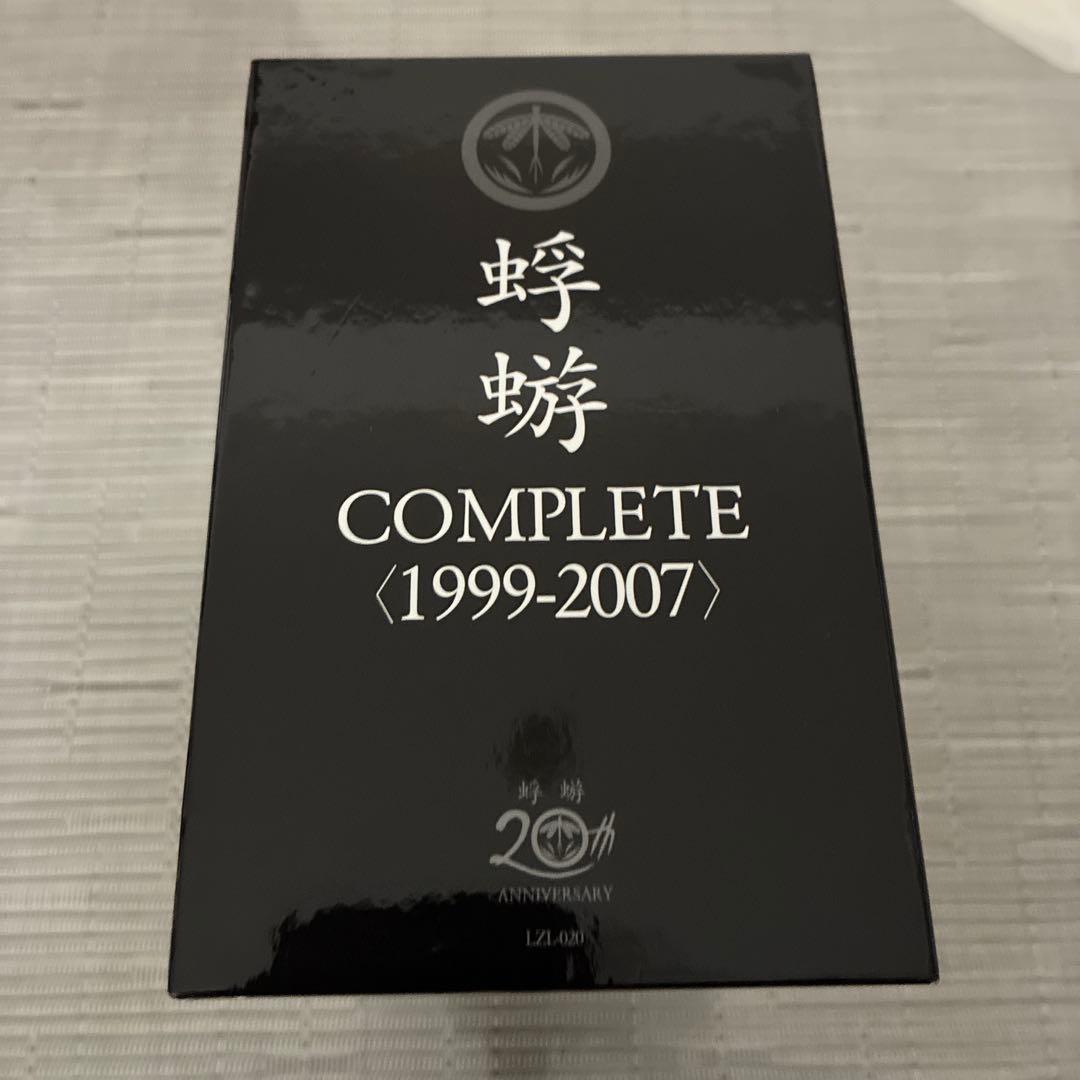 蜉
蝣
COMPLETE
〈1999-2007〉
蜉 蝣
20th
ANNIVERSARY
LZL-020